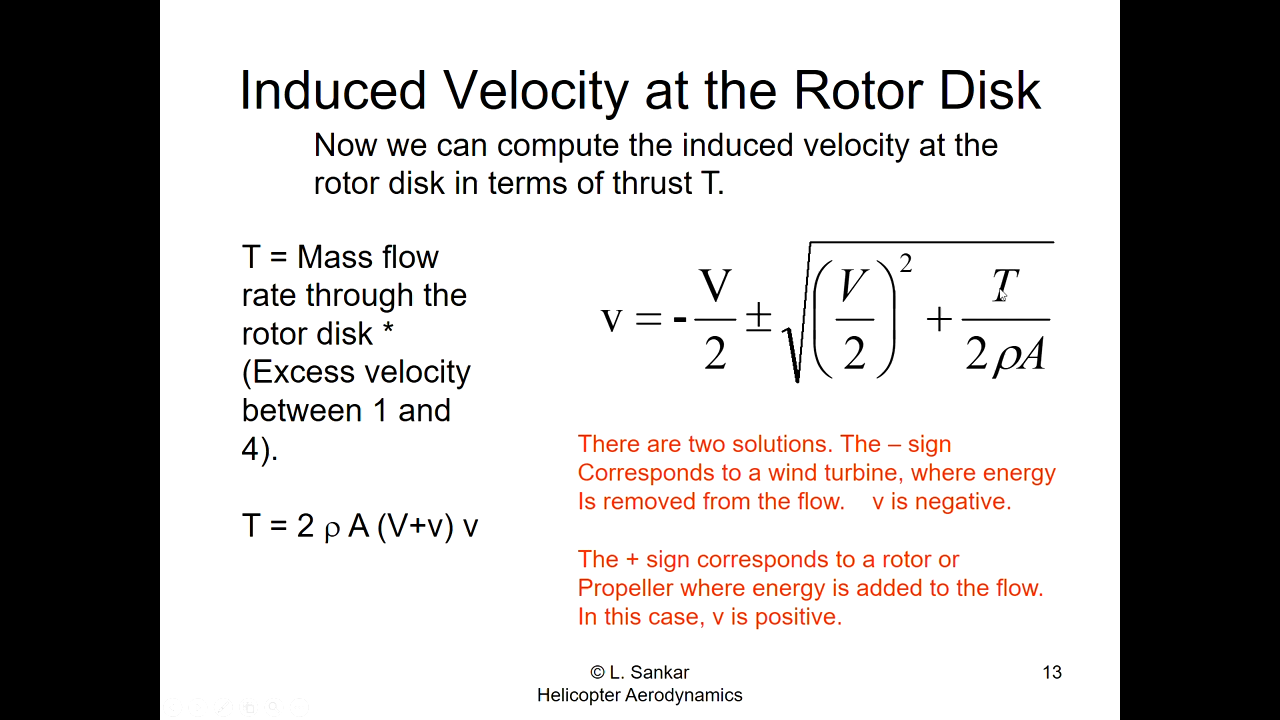 Induced Velocity at the Rotor Disk
Now we can compute the induced velocity at the
rotor disk in terms of thrust T.
T = Mass flow
rate through the
rotor disk *
(Excess velocity
between 1 and
4).
T = 2 ρ A (V+v) v
v = - V/2 ± √((V/2)² + T/(2ρA))
There are two solutions. The – sign
Corresponds to a wind turbine, where energy
Is removed from the flow. v is negative.
The + sign corresponds to a rotor or
Propeller where energy is added to the flow.
In this case, v is positive.
© L. Sankar
Helicopter Aerodynamics
13